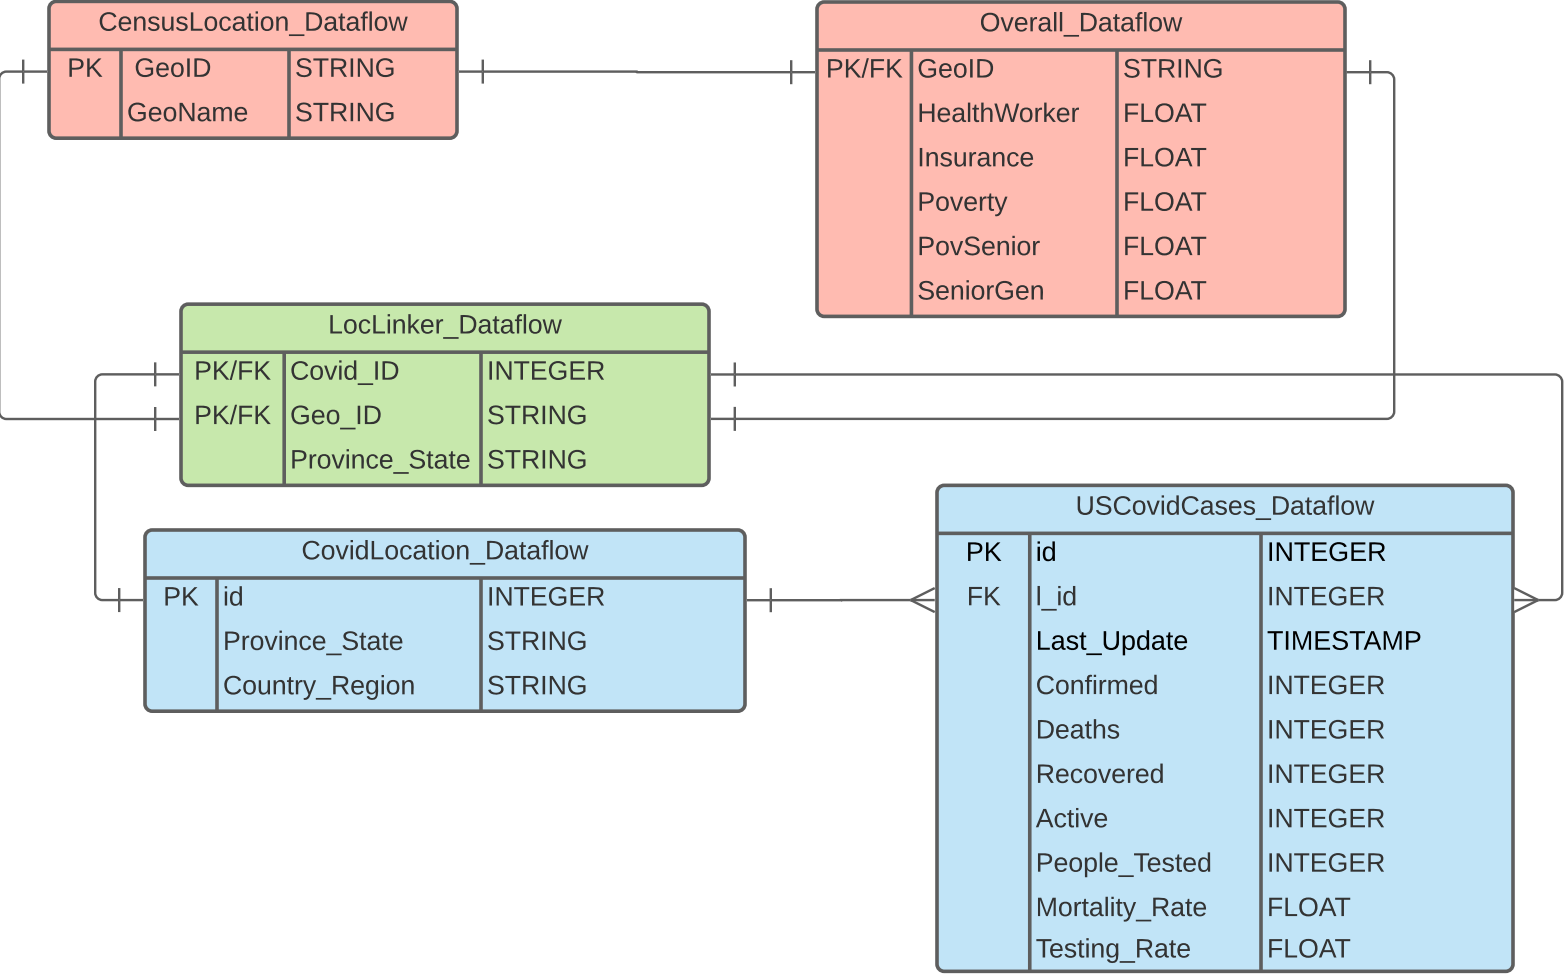 CensusLocation_Dataflow
PK GeoID STRING
GeoName STRING
Overall_Dataflow
PK/FK GeoID STRING
HealthWorker FLOAT
Insurance FLOAT
Poverty FLOAT
PovSenior FLOAT
SeniorGen FLOAT
LocLinker_Dataflow
PK/FK Covid_ID INTEGER
PK/FK Geo_ID STRING
Province_State STRING
CovidLocation_Dataflow
PK id INTEGER
Province_State STRING
Country_Region STRING
USCovidCases_Dataflow
PK id INTEGER
FK l_id INTEGER
Last_Update TIMESTAMP
Confirmed INTEGER
Deaths INTEGER
Recovered INTEGER
Active INTEGER
People_Tested INTEGER
Mortality_Rate FLOAT
Testing_Rate FLOAT